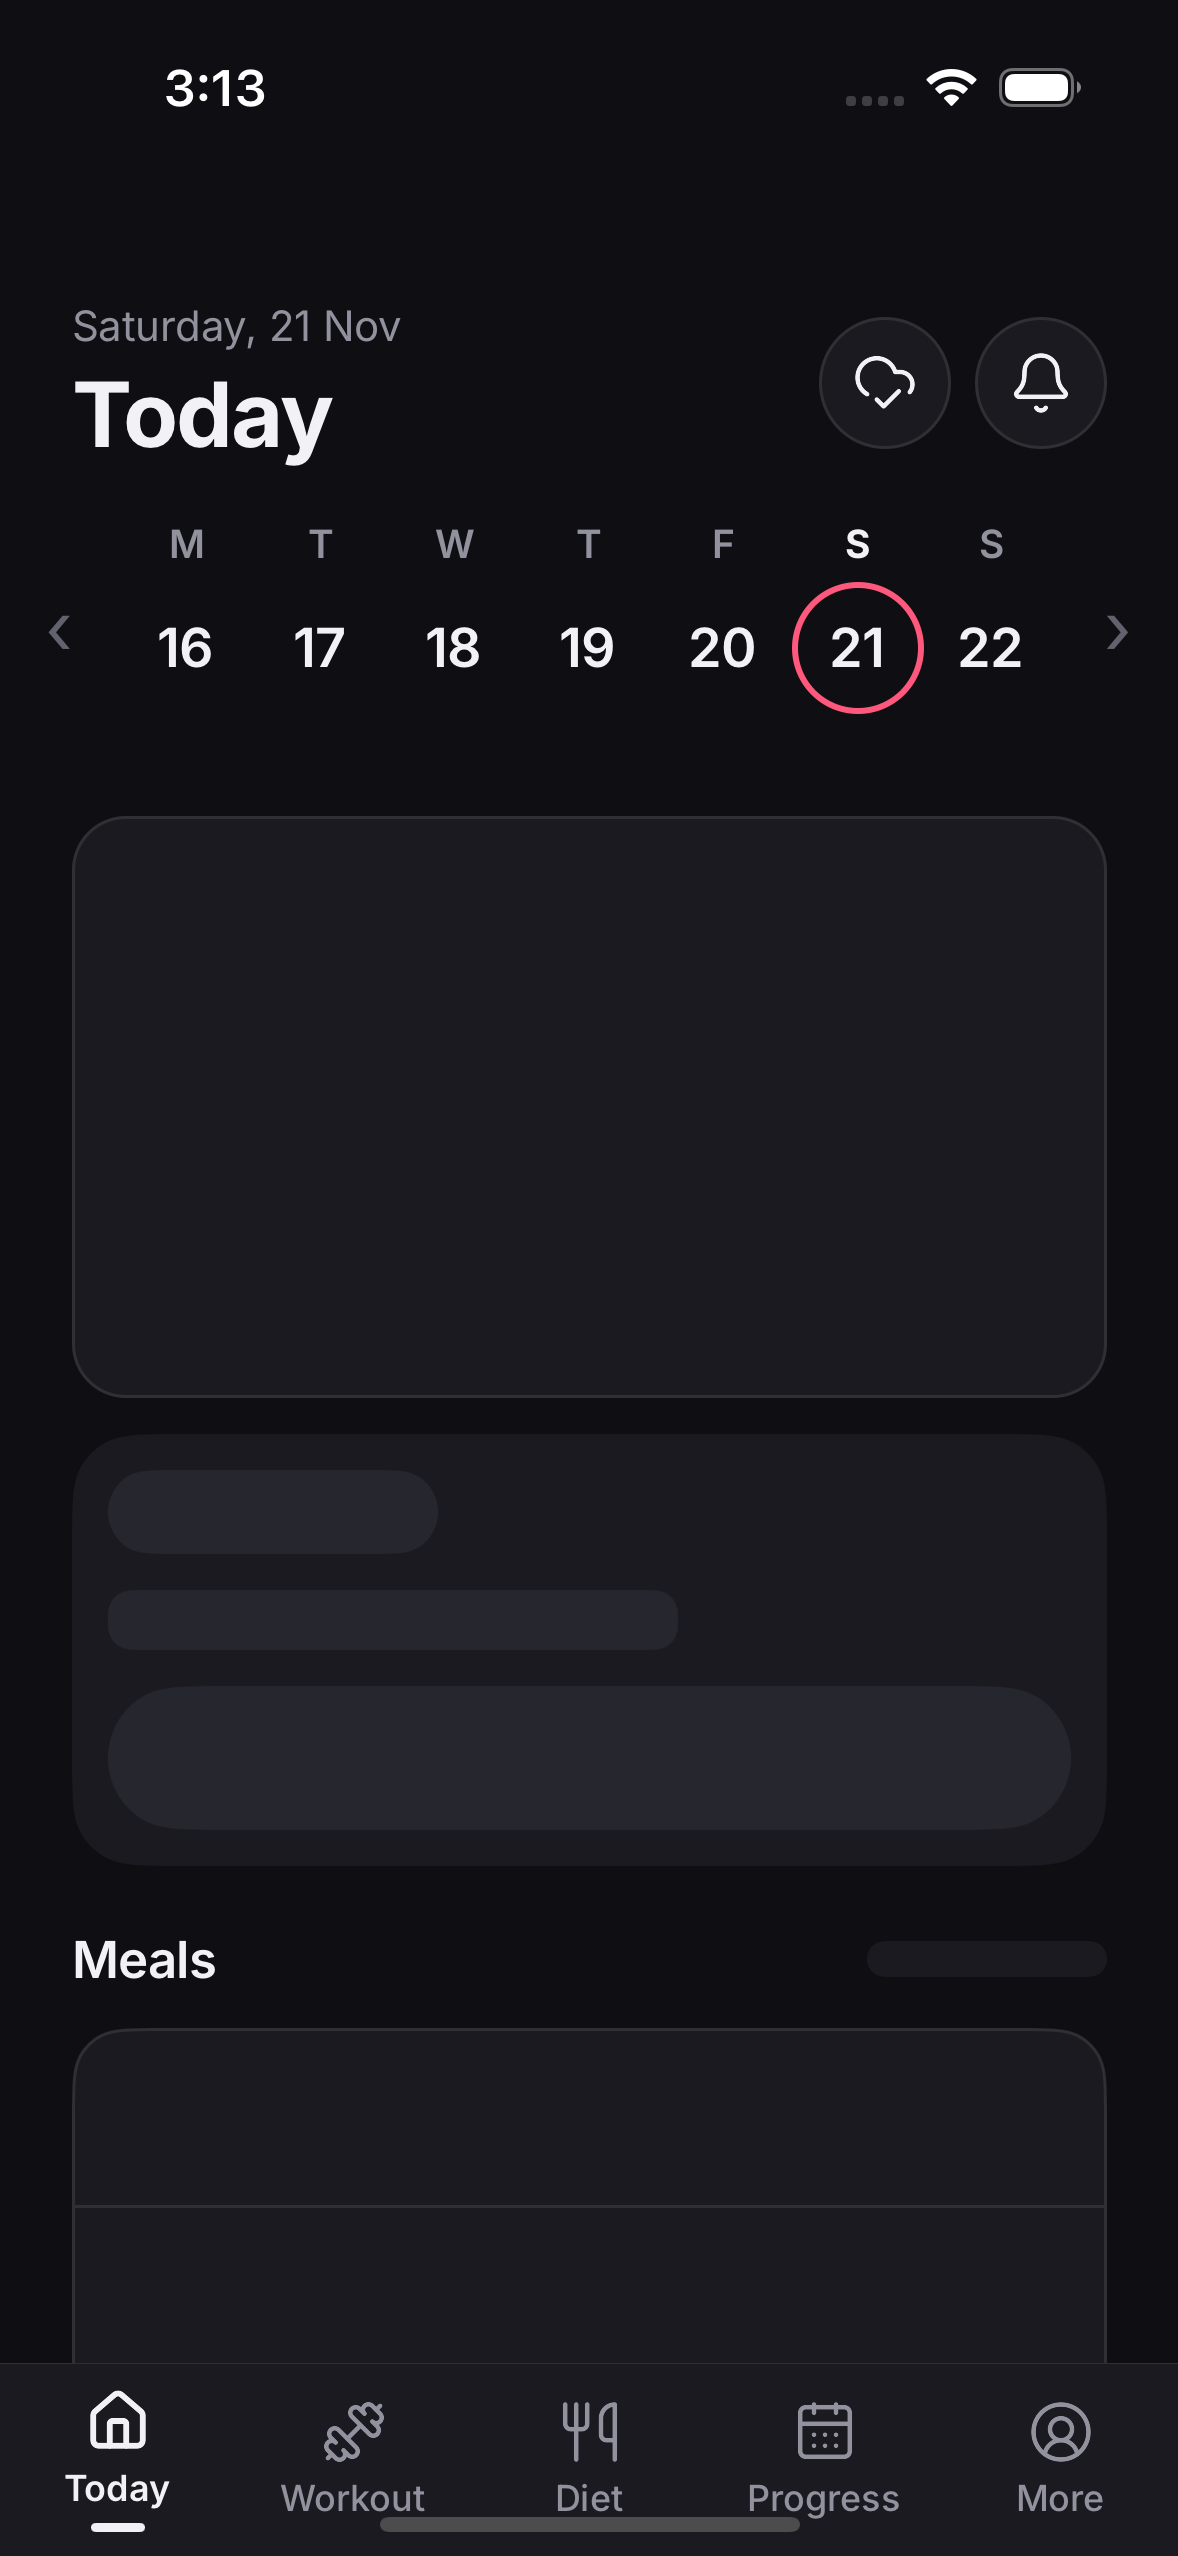 3:13
Saturday, 21 Nov
Today
M T W T F S S
16 17 18 19 20 21 22
Meals
Today Workout Diet Progress More